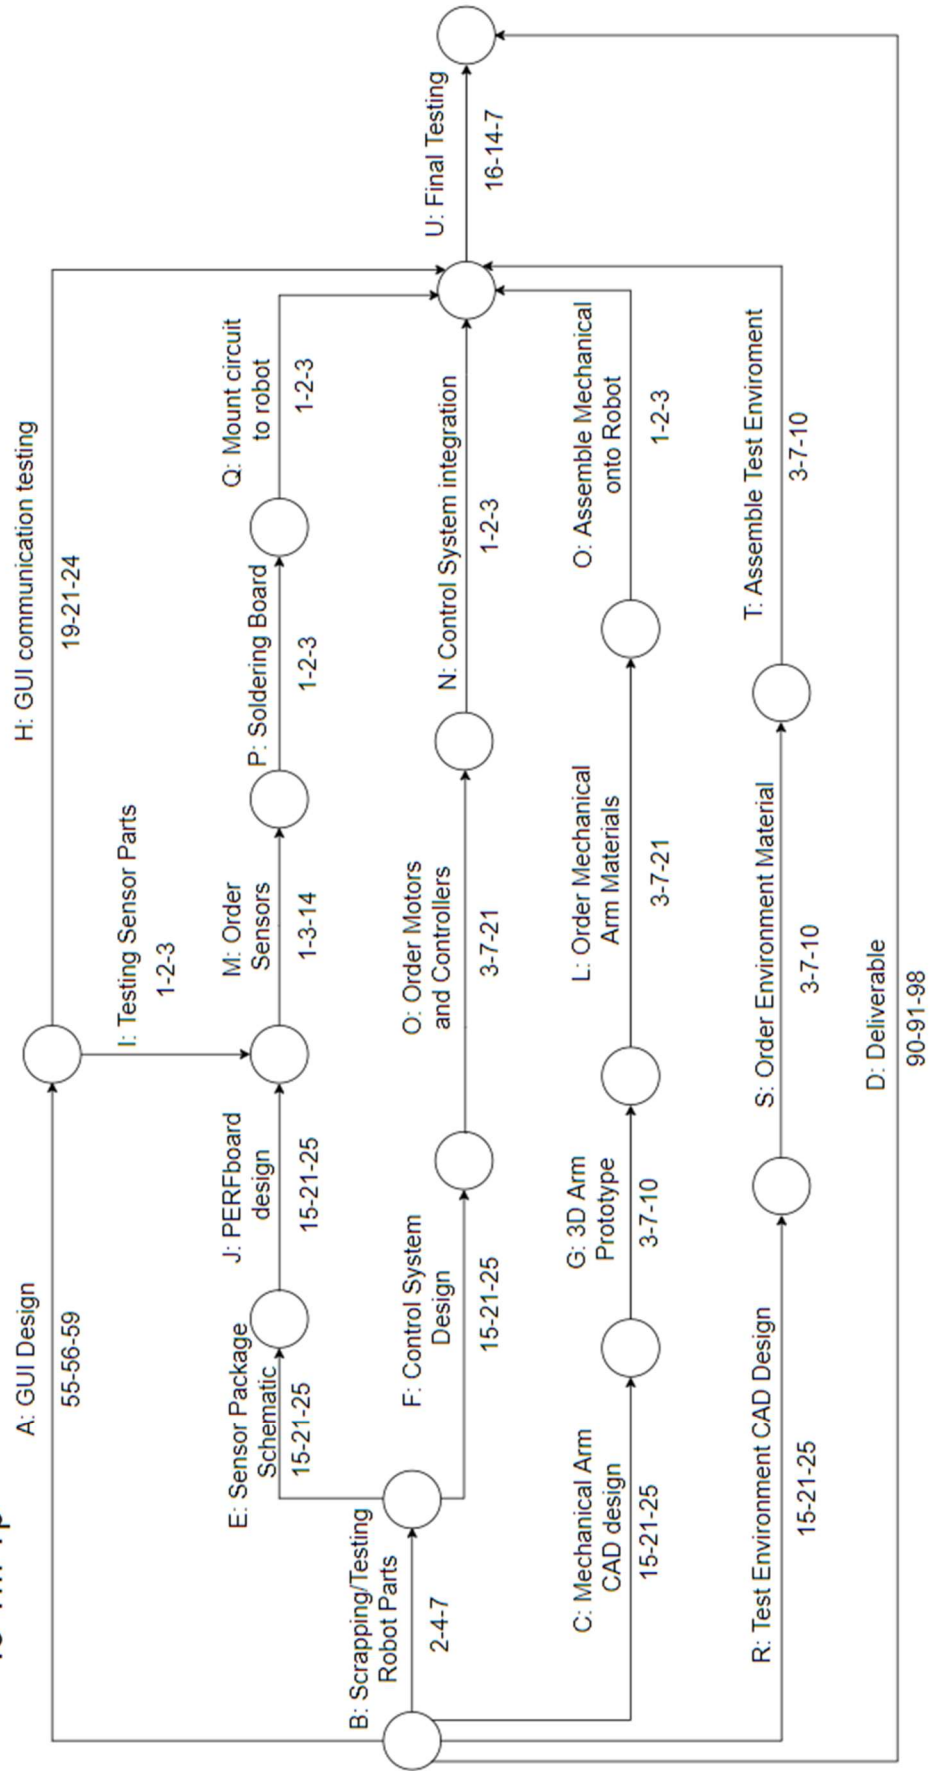 H: GUI communication testing
19-21-24
A: GUI Design
55-56-59
I: Testing Sensor Parts
1-2-3
E: Sensor Package
Schematic
15-21-25
J: PERFboard
design
15-21-25
M: Order
Sensors
1-3-14
P: Soldering Board
1-2-3
Q: Mount circuit
to robot
1-2-3
B: Scrapping/Testing
Robot Parts
2-4-7
F: Control System
Design
15-21-25
O: Order Motors
and Controllers
3-7-21
N: Control System integration
1-2-3
U: Final Testing
16-14-7
C: Mechanical Arm
CAD design
15-21-25
G: 3D Arm
Prototype
3-7-10
L: Order Mechanical
Arm Materials
3-7-21
O: Assemble Mechanical
onto Robot
1-2-3
R: Test Environment CAD Design
15-21-25
S: Order Environment Material
3-7-10
T: Assemble Test Enviroment
3-7-10
D: Deliverable
90-91-98